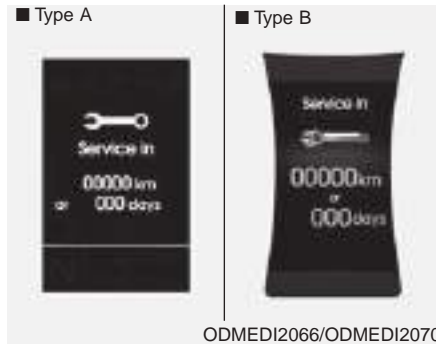 ■ Type A
Service in
00000 km
or 000 days
■ Type B
Service in
00000km
or
000days
ODMEDI2066/ODMEDI2070